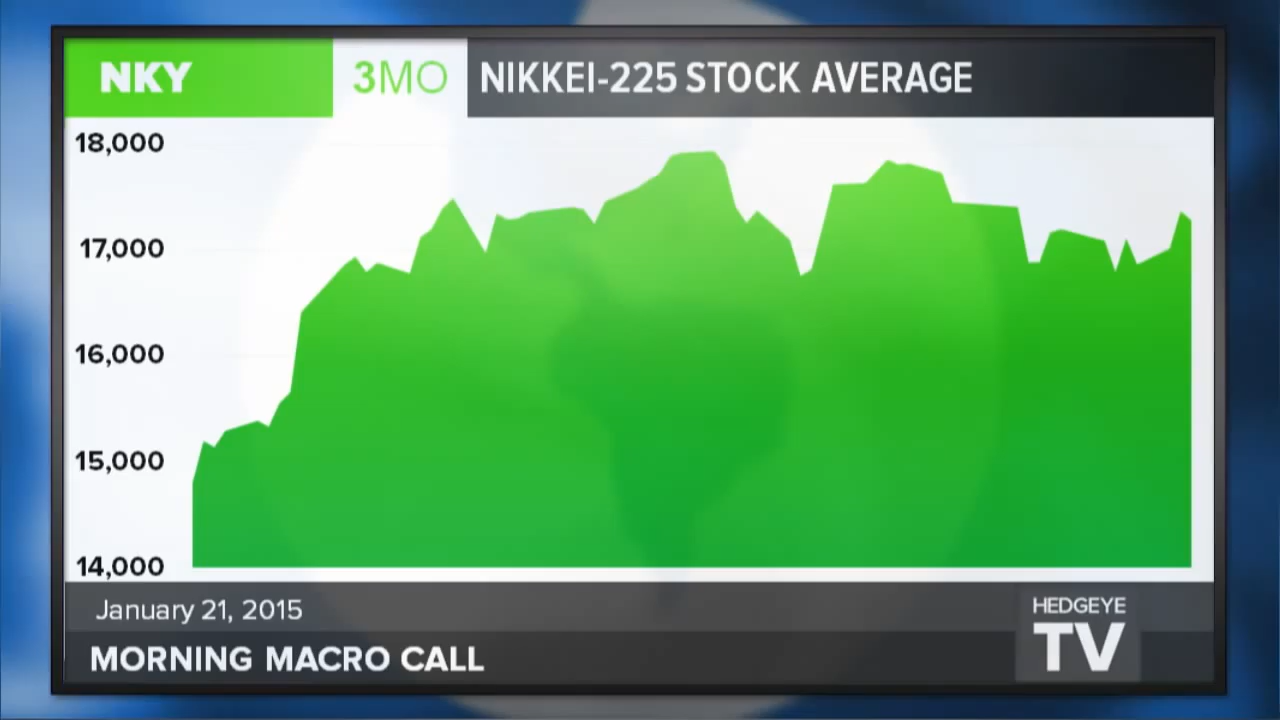 NKY 3MO NIKKEI-225 STOCK AVERAGE
18,000
17,000
16,000
15,000
14,000
January 21, 2015
MORNING MACRO CALL
HEDGEYE
TV